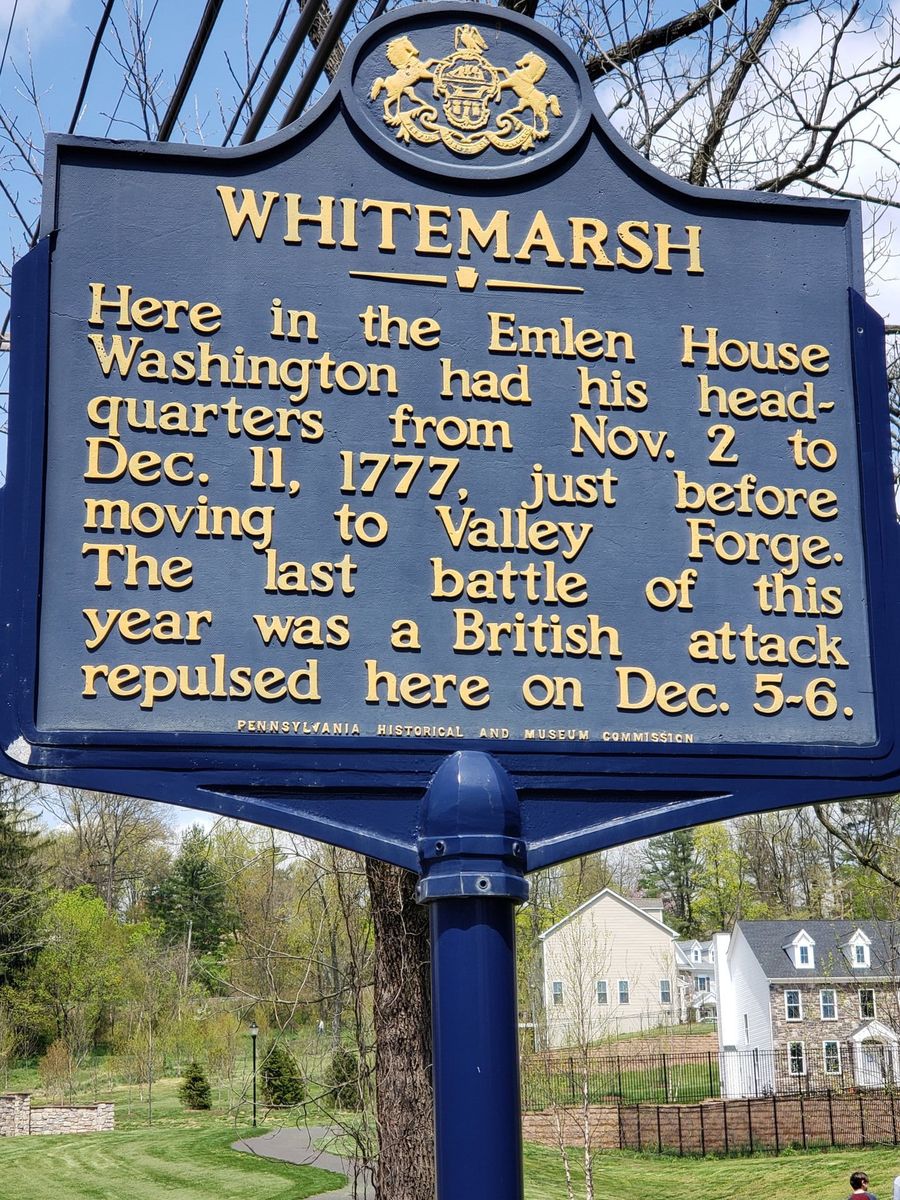 WHITEMARSH
Here in the Emlen House
Washington had his head-
quarters from Nov. 2 to
Dec. 11, 1777, just before
moving to Valley Forge.
The last battle of this
year was a British attack
repulsed here on Dec. 5-6.
PENNSYLVANIA HISTORICAL AND MUSEUM COMMISSION